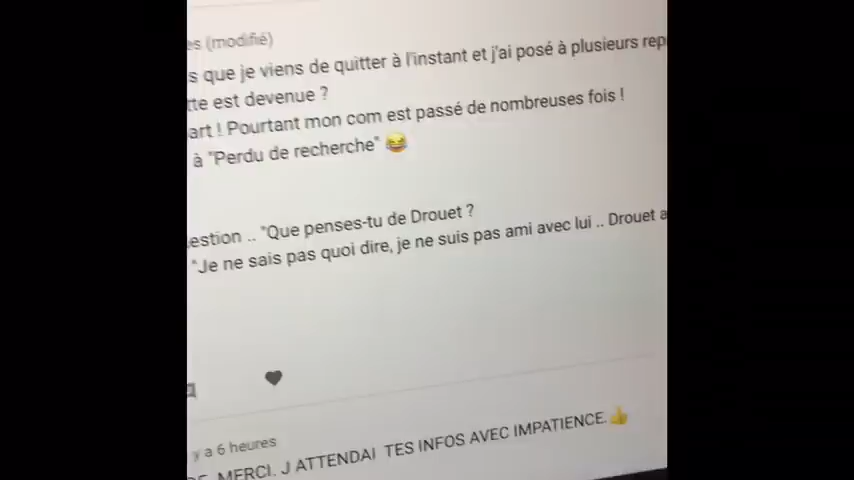 es (modifié)
s que je viens de quitter à l'instant et j'ai posé à plusieurs rep
tte est devenue ?
art ! Pourtant mon com est passé de nombreuses fois !
à "Perdu de recherche" 😂
estion .. "Que penses-tu de Drouet ?
"Je ne sais pas quoi dire, je ne suis pas ami avec lui .. Drouet a
y a 6 heures
MERCI. J ATTENDAI TES INFOS AVEC IMPATIENCE.👍